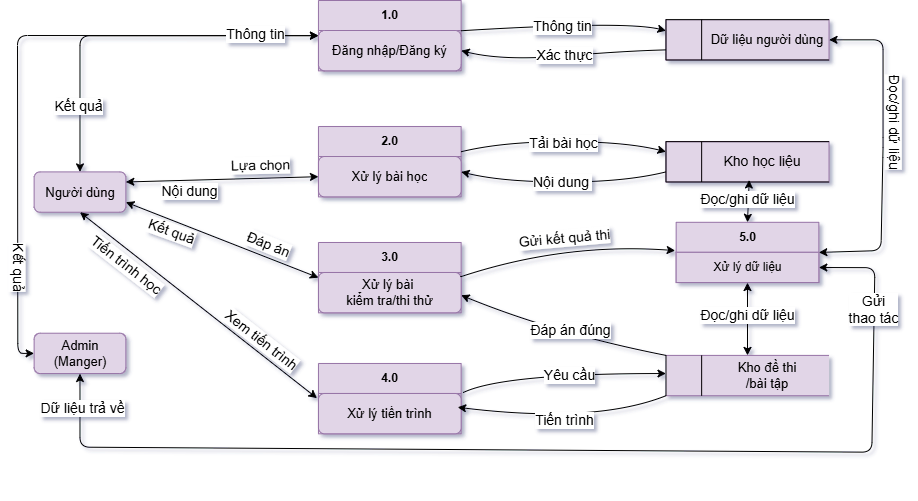 1.0
Thông tin
Thông tin
Dữ liệu người dùng
Đăng nhập/Đăng ký
Xác thực
Kết quả
Đọc/ghi dữ liệu
2.0
Tải bài học
Lựa chọn
Kho học liệu
Xử lý bài học
Nội dung
Người dùng
Nội dung
Đọc/ghi dữ liệu
Kết quả
Đáp án
Gửi kết quả thi
5.0
3.0
Tiến trình học
Xử lý dữ liệu
Kết quả
Xử lý bài
kiểm tra/thi thử
Gửi
thao tác
Đọc/ghi dữ liệu
Đáp án đúng
Xem tiến trình
Admin
(Manger)
Kho đề thi
/bài tập
4.0
Yêu cầu
Dữ liệu trả về
Xử lý tiến trình
Tiến trình